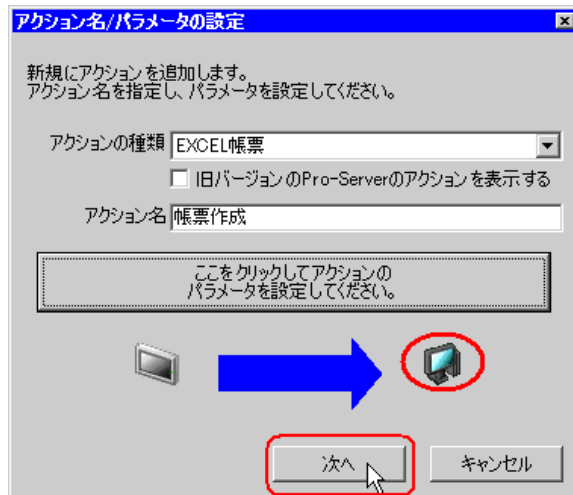 アクション名/パラメータの設定
新規にアクションを追加します。
アクション名を指定し、パラメータを設定してください。
アクションの種類 EXCEL帳票
旧バージョンのPro-Serverのアクションを表示する
アクション名 帳票作成
ここをクリックしてアクションの
パラメータを設定してください。
次へ キャンセル